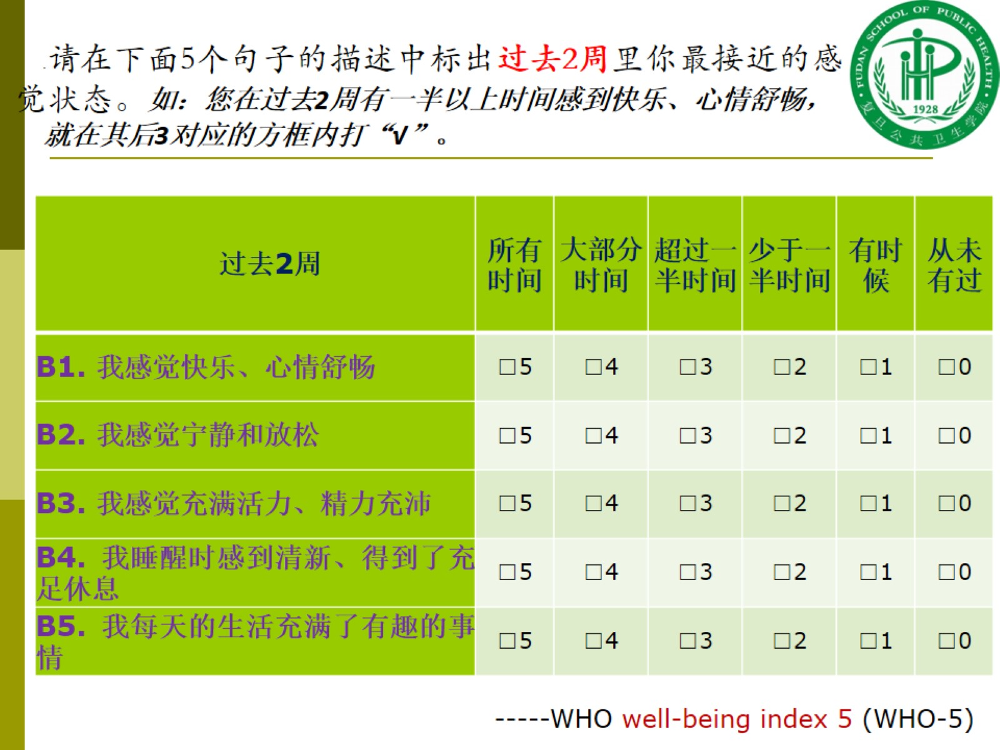 请在下面5个句子的描述中标出过去2周里你最接近的感
觉状态。如：您在过去2周有一半以上时间感到快乐、心情舒畅，
就在其后3对应的方框内打“√”。
FUDAN SCHOOL OF PUBLIC HEALTH
1928
复旦公共卫生学院
过去2周 所有时间 大部分时间 超过一半时间 少于一半时间 有时候 从未有过
B1. 我感觉快乐、心情舒畅 □5 □4 □3 □2 □1 □0
B2. 我感觉宁静和放松 □5 □4 □3 □2 □1 □0
B3. 我感觉充满活力、精力充沛 □5 □4 □3 □2 □1 □0
B4. 我睡醒时感到清新、得到了充
足休息 □5 □4 □3 □2 □1 □0
B5. 我每天的生活充满了有趣的事
情 □5 □4 □3 □2 □1 □0
-----WHO well-being index 5 (WHO-5)